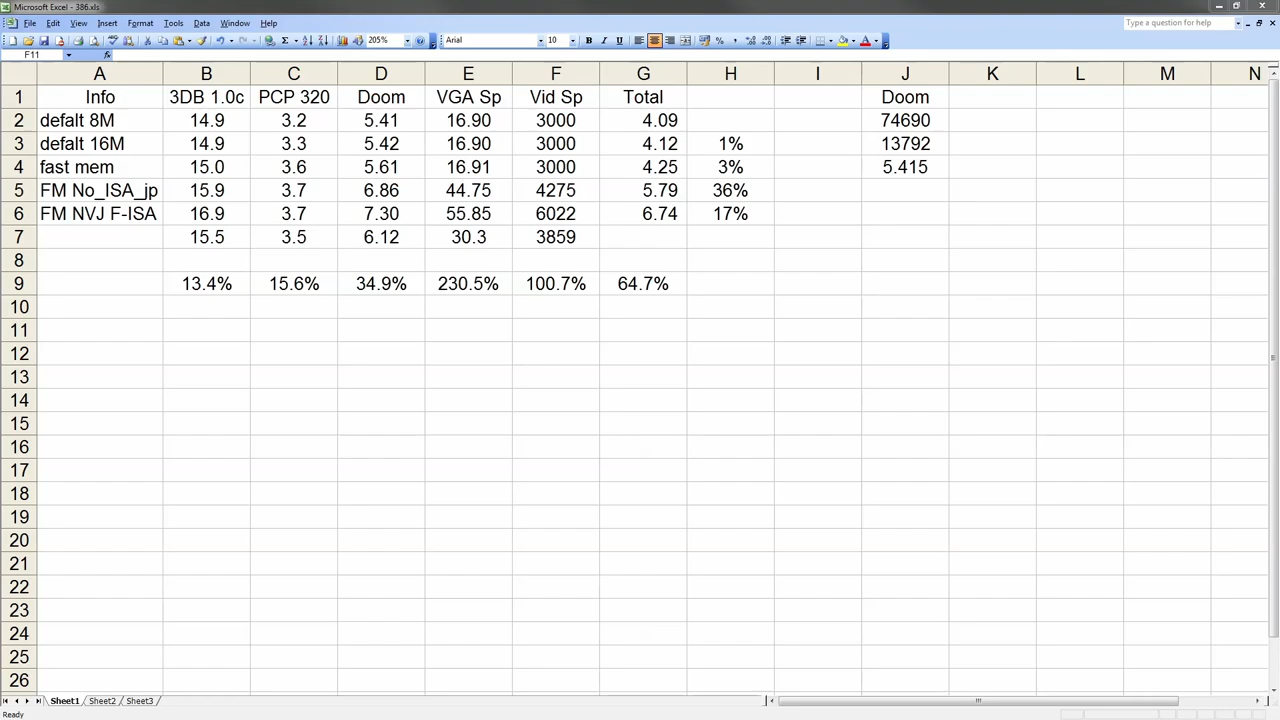 Microsoft Excel - 386.xls
File Edit View Insert Format Tools Data Window Help Type a question for help
205% Arial 10 B I U
F11 fx
A B C D E F G H I J K L M N
1 Info 3DB 1.0c PCP 320 Doom VGA Sp Vid Sp Total Doom
2 defalt 8M 14.9 3.2 5.41 16.90 3000 4.09 74690
3 defalt 16M 14.9 3.3 5.42 16.90 3000 4.12 1% 13792
4 fast mem 15.0 3.6 5.61 16.91 3000 4.25 3% 5.415
5 FM No_ISA_jp 15.9 3.7 6.86 44.75 4275 5.79 36%
6 FM NVJ F-ISA 16.9 3.7 7.30 55.85 6022 6.74 17%
7 15.5 3.5 6.12 30.3 3859
8
9 13.4% 15.6% 34.9% 230.5% 100.7% 64.7%
10
11
12
13
14
15
16
17
18
19
20
21
22
23
24
25
26
Sheet1 Sheet2 Sheet3
Ready